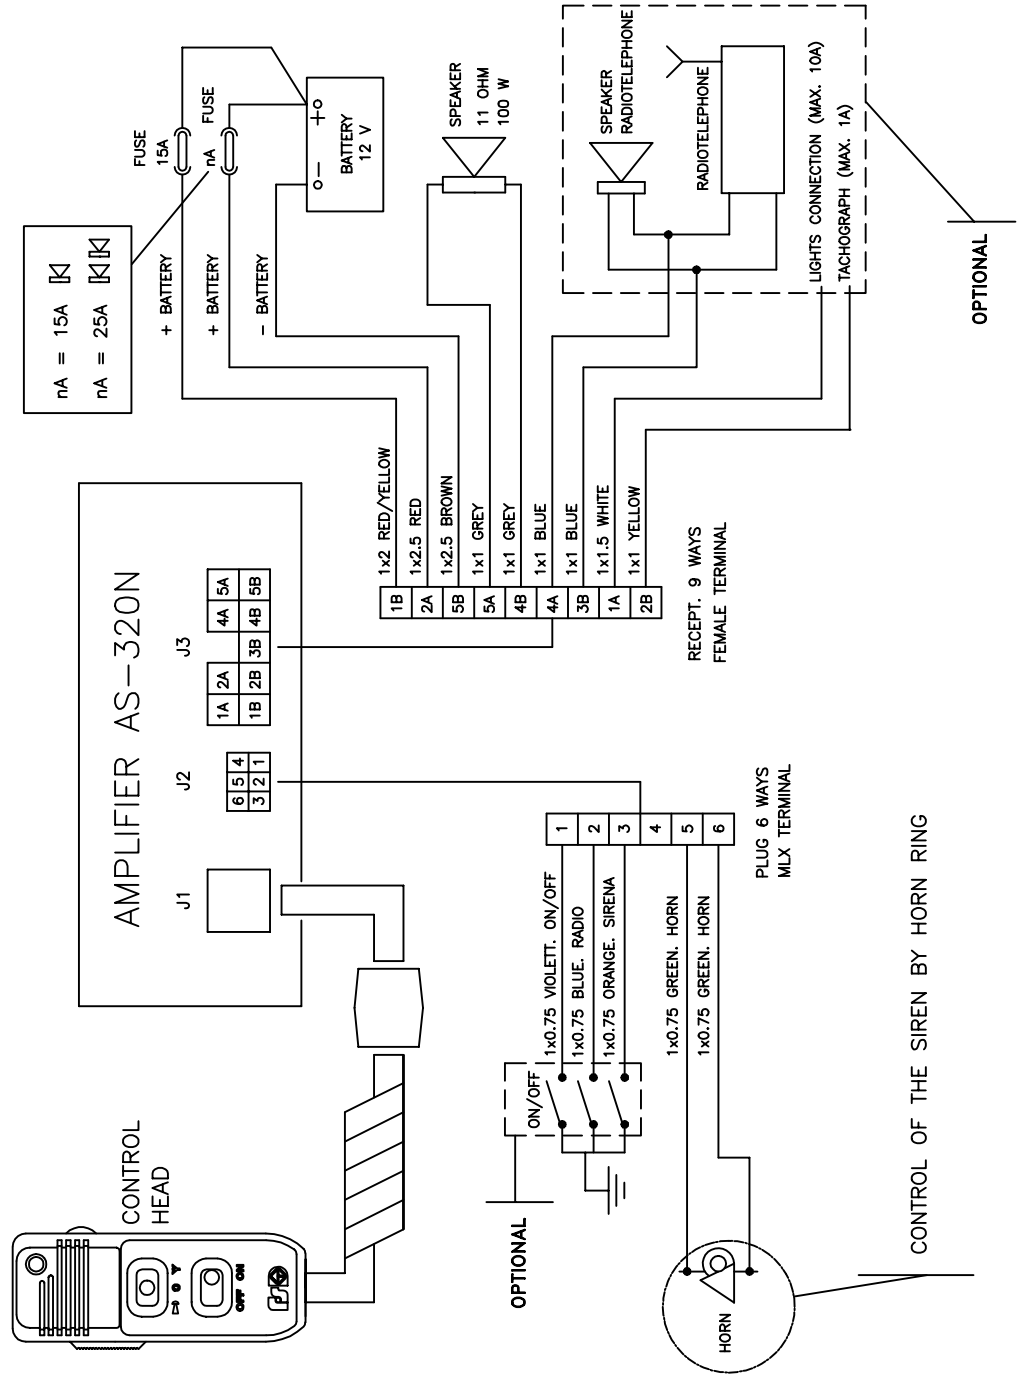 nA = 15A
nA = 25A
FUSE
15A
FUSE
nA
+ BATTERY
+ BATTERY
- BATTERY
- +
BATTERY
12 V
SPEAKER
11 OHM
100 W
SPEAKER
RADIOTELEPHONE
RADIOTELEPHONE
LIGHTS CONNECTION (MAX. 10A)
TACHOGRAPH (MAX. 1A)
OPTIONAL
AMPLIFIER AS-320N
J1
J2
J3
6 5 4
3 2 1
1A 2A 4A 5A
1B 2B 3B 4B 5B
1x2 RED/YELLOW
1x2.5 RED
1x2.5 BROWN
1x1 GREY
1x1 GREY
1x1 BLUE
1x1 BLUE
1x1.5 WHITE
1x1 YELLOW
1B
2A
5B
5A
4B
4A
3B
1A
2B
RECEPT. 9 WAYS
FEMALE TERMINAL
CONTROL
HEAD
O Y
OFF ON
1
2
3
4
5
6
PLUG 6 WAYS
MLX TERMINAL
1x0.75 VIOLETT. ON/OFF
1x0.75 BLUE. RADIO
1x0.75 ORANGE. SIRENA
1x0.75 GREEN. HORN
1x0.75 GREEN. HORN
ON/OFF
OPTIONAL
HORN
CONTROL OF THE SIREN BY HORN RING